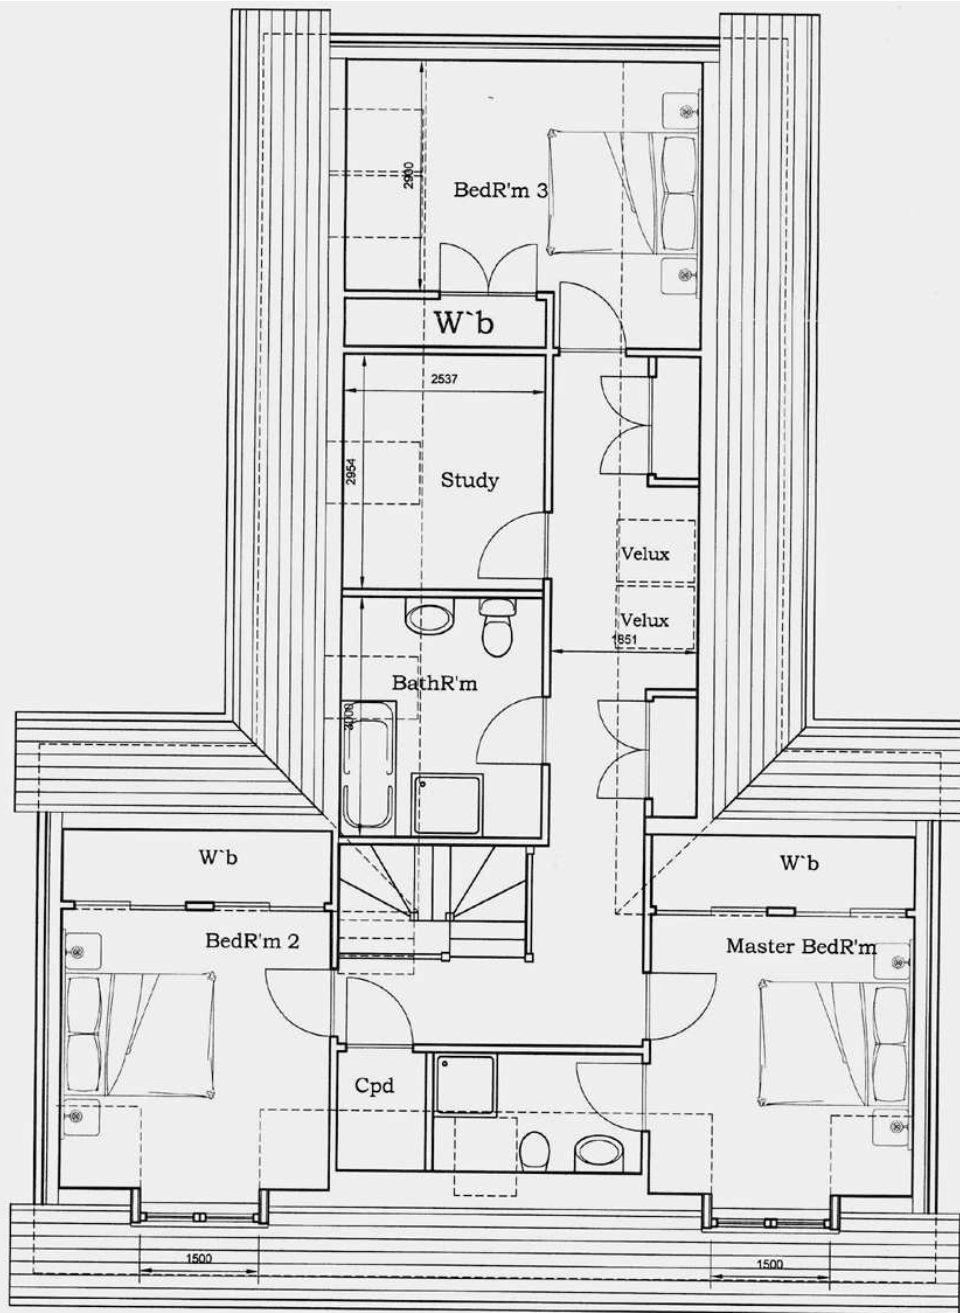 2900
BedR'm 3
W`b
2537
2954
Study
Velux
Velux
1851
BathR'm
3000
W`b
W`b
BedR'm 2
Master BedR'm
Cpd
1500
1500